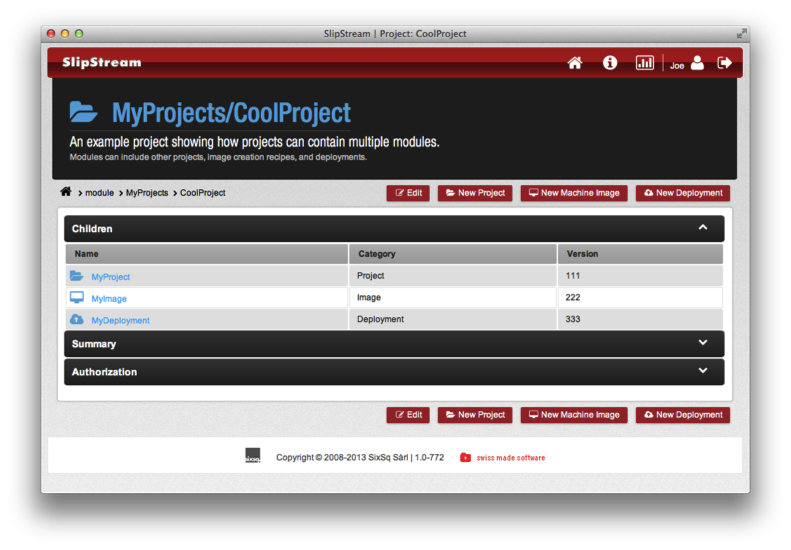 SlipStream | Project: CoolProject
SlipStream
Joe
MyProjects/CoolProject
An example project showing how projects can contain multiple modules.
Modules can include other projects, image creation recipes, and deployments.
module > MyProjects > CoolProject
Edit New Project New Machine Image New Deployment
Children
Name Category Version
MyProject Project 111
MyImage Image 222
MyDeployment Deployment 333
Summary
Authorization
Edit New Project New Machine Image New Deployment
sixsq Copyright © 2008-2013 SixSq Sàrl | 1.0-772 swiss made software